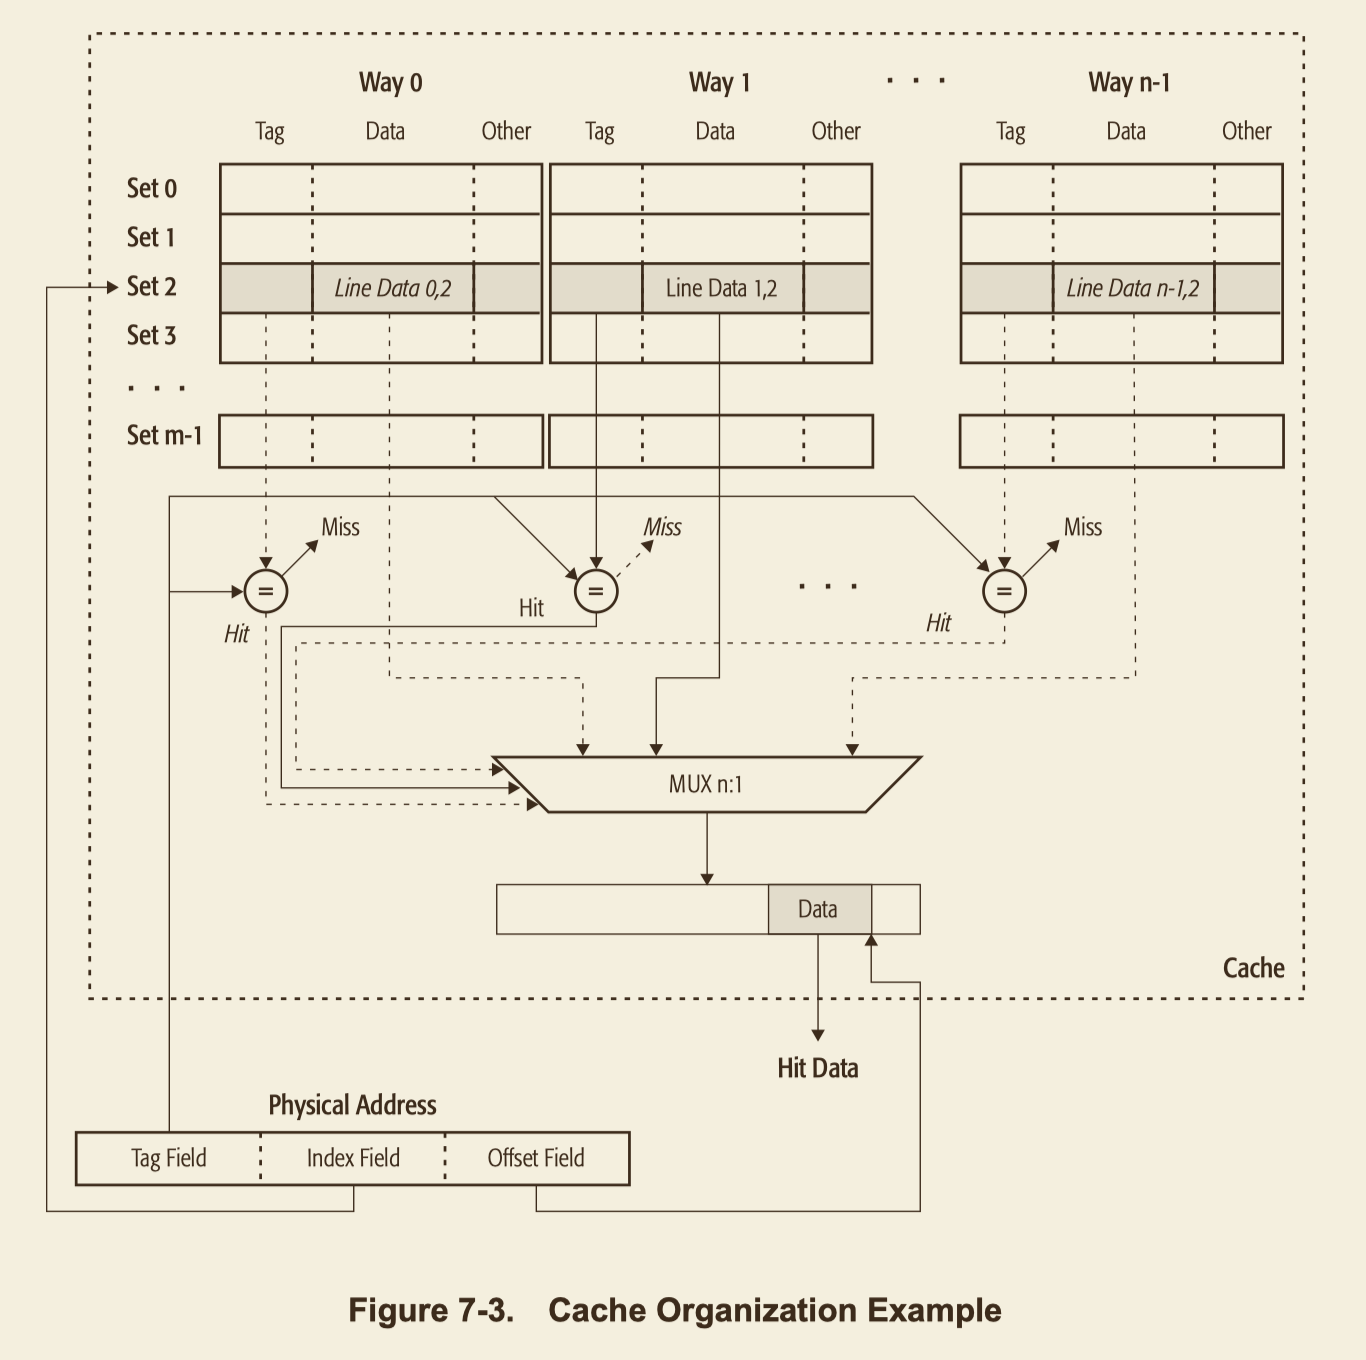 Way 0 Way 1 . . . Way n-1
Tag Data Other Tag Data Other Tag Data Other
Set 0
Set 1
Set 2 Line Data 0,2 Line Data 1,2 Line Data n-1,2
Set 3
. . .
Set m-1
Miss Miss Miss
= = . . . =
Hit Hit Hit
MUX n:1
Data
Cache
Hit Data
Physical Address
Tag Field Index Field Offset Field
Figure 7-3. Cache Organization Example